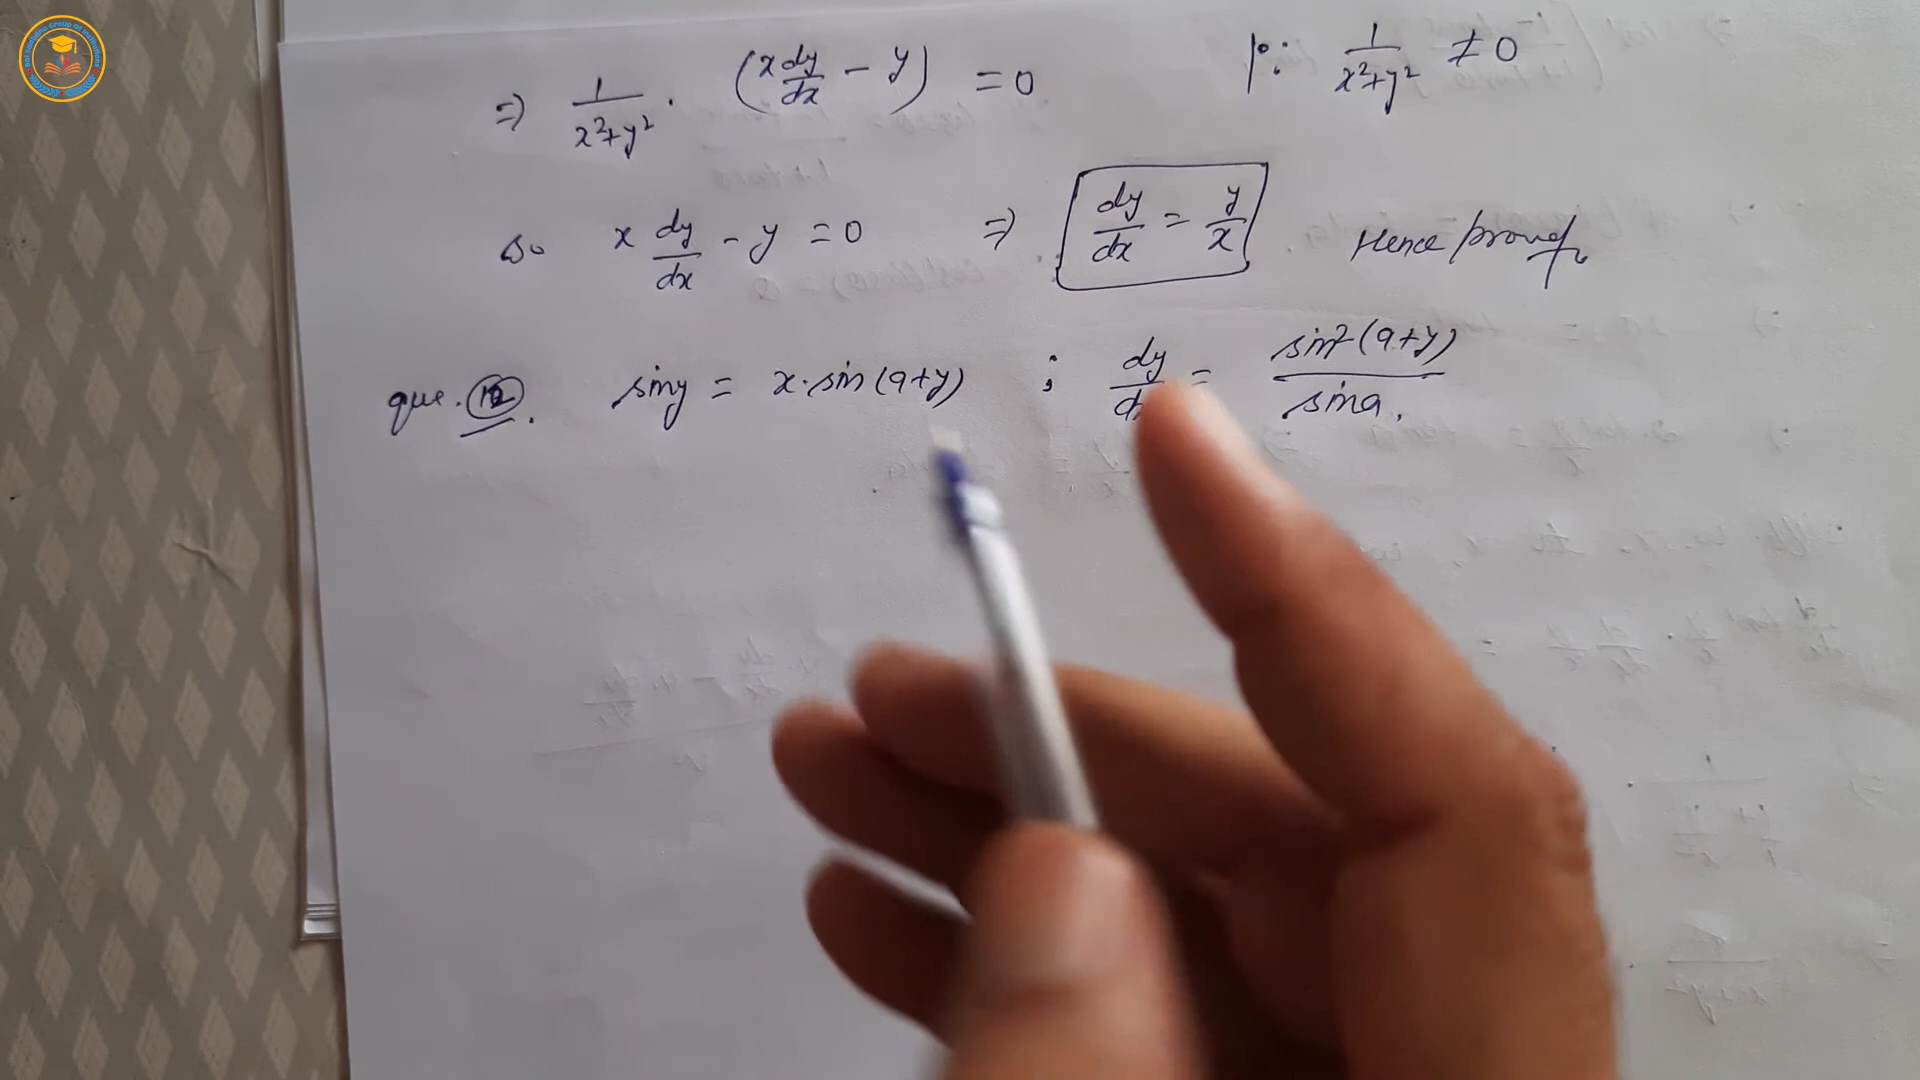 ⇒ 1/(x²+y²) · (x dy/dx − y) = 0 ∵ 1/(x²+y²) ≠ 0
so x dy/dx − y = 0 ⇒ dy/dx = y/x Hence proved
que. 12. siny = x·sin(a+y) ; dy/dx = sin²(a+y)/sina.